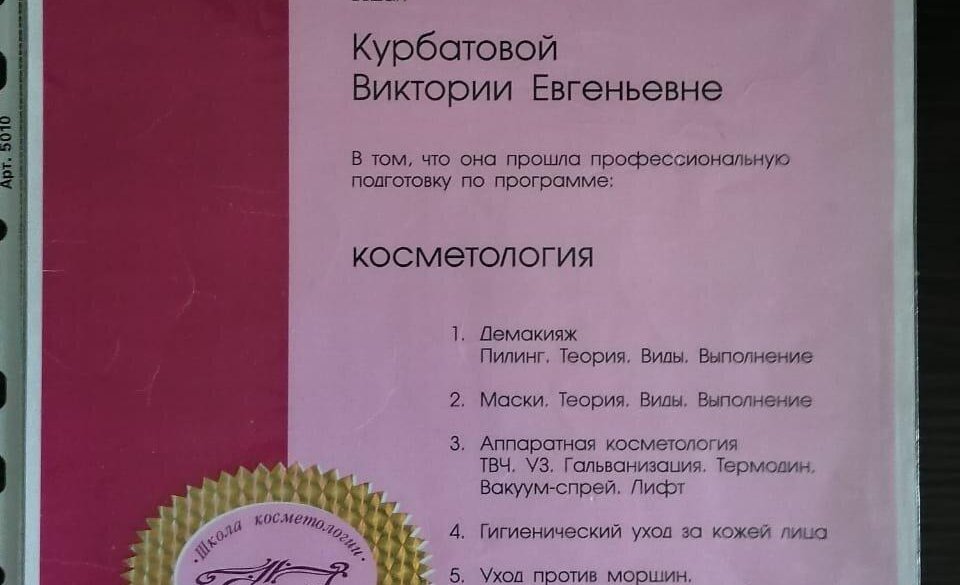 Курбатовой
Виктории Евгеньевне
В том, что она прошла профессиональную
подготовку по программе:
косметология
1. Демакияж
Пилинг. Теория. Виды. Выполнение
2. Маски. Теория. Виды. Выполнение
3. Аппаратная косметология
ТВЧ. УЗ. Гальванизация. Термодин.
Вакуум-спрей. Лифт
4. Гигиенический уход за кожей лица
5. Уход против морщин.
· Школа косметологии ·
Арт. 5010